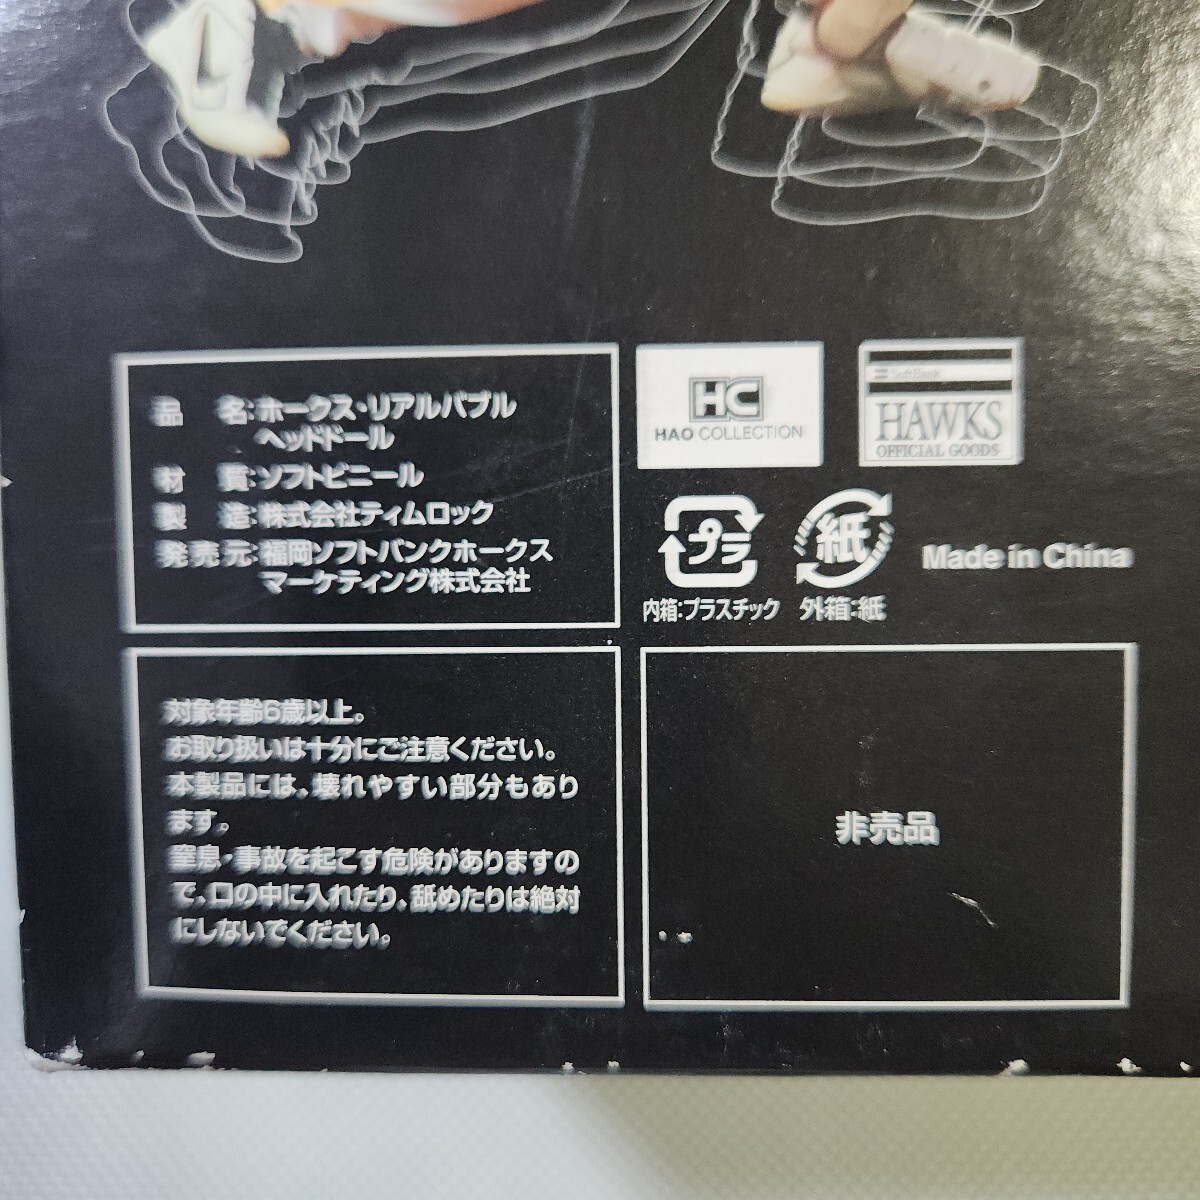 品　名：ホークス・リアルバブル
ヘッドドール
材　質：ソフトビニール
製　造：株式会社ティムロック
発売元：福岡ソフトバンクホークス
マーケティング株式会社
HC
HAO COLLECTION
SoftBank
HAWKS
OFFICIAL GOODS
プラ
紙
Made in China
内箱：プラスチック
外箱：紙
対象年齢6歳以上。
お取り扱いは十分にご注意ください。
本製品には、壊れやすい部分もあり
ます。
窒息・事故を起こす危険がありますの
で、口の中に入れたり、舐めたりは絶対
にしないでください。
非売品